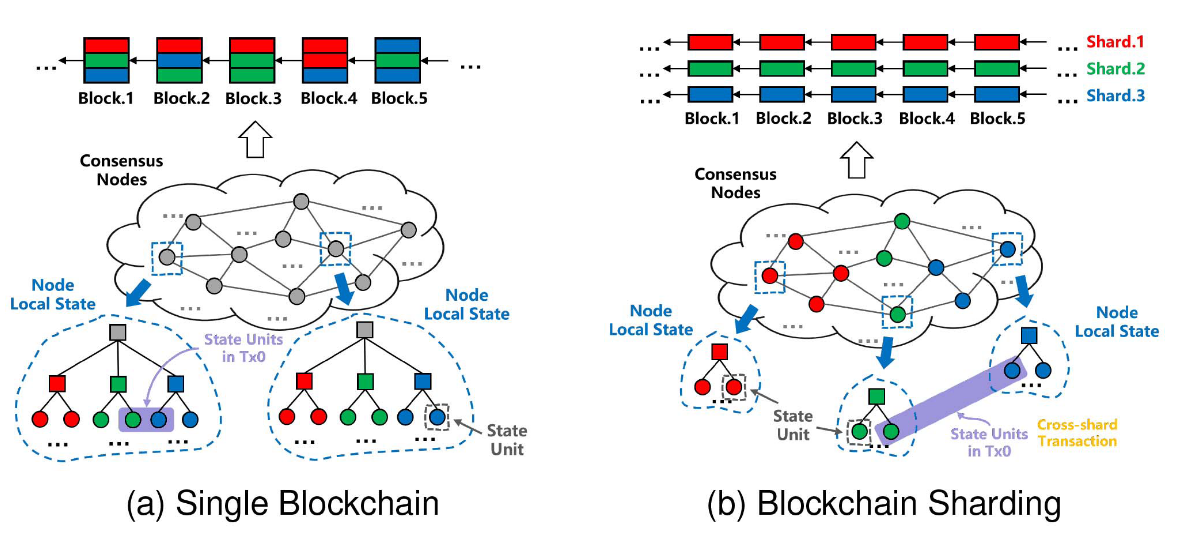 ...
...
Block.1 Block.2 Block.3 Block.4 Block.5
Consensus
Nodes
...
...
...
...
...
Node
Local State
Node
Local State
State Units
in Tx0
... ... ...
... ...
State
Unit
(a) Single Blockchain
... ... Shard.1
... ... Shard.2
... ... Shard.3
Block.1 Block.2 Block.3 Block.4 Block.5
Consensus
Nodes
...
...
...
...
...
...
Node
Local State
Node
Local State
...
...
...
State
Unit
State Units
in Tx0
Cross-shard
Transaction
(b) Blockchain Sharding